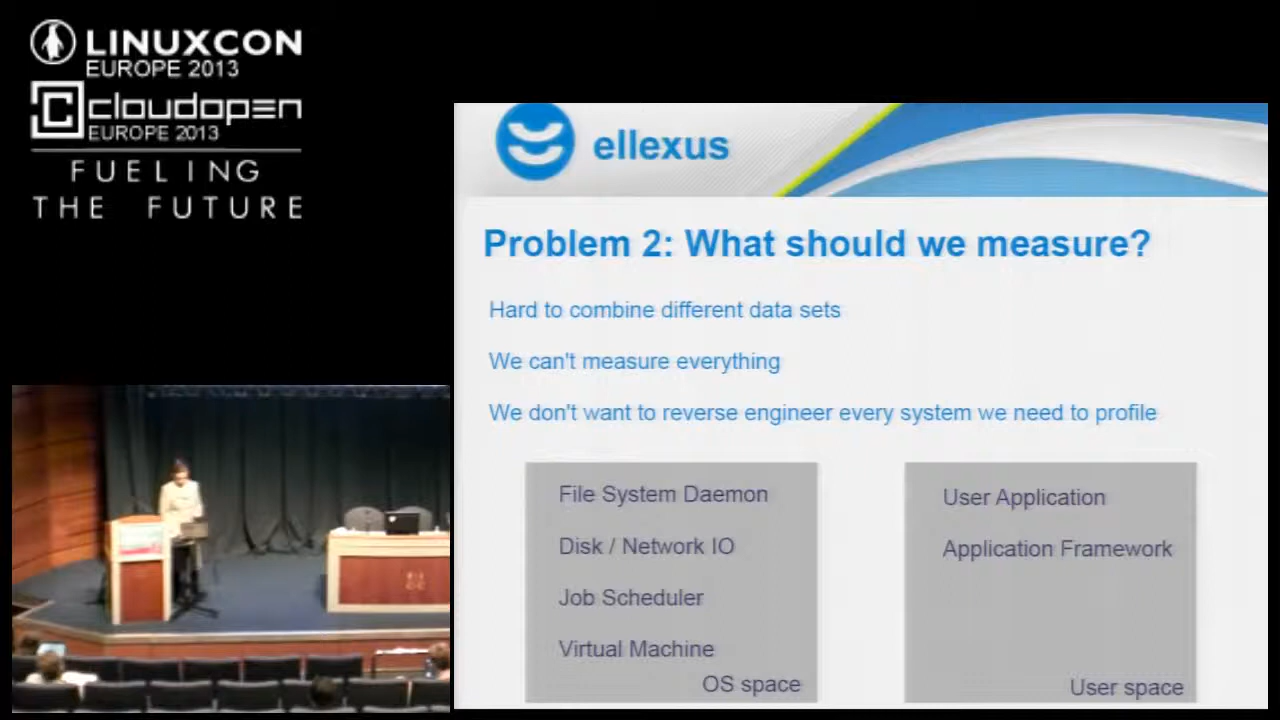 LINUXCON
EUROPE 2013
cloudopen
EUROPE 2013
FUELING
THE FUTURE
ellexus
Problem 2: What should we measure?
Hard to combine different data sets
We can't measure everything
We don't want to reverse engineer every system we need to profile
File System Daemon
Disk / Network IO
Job Scheduler
Virtual Machine
OS space
User Application
Application Framework
User space